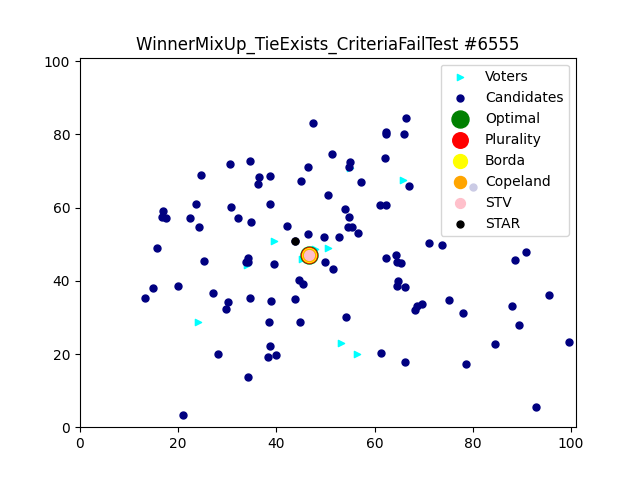 WinnerMixUp_TieExists_CriteriaFailTest #6555
100
80
60
40
20
0
0 20 40 60 80 100
Voters
Candidates
Optimal
Plurality
Borda
Copeland
STV
STAR